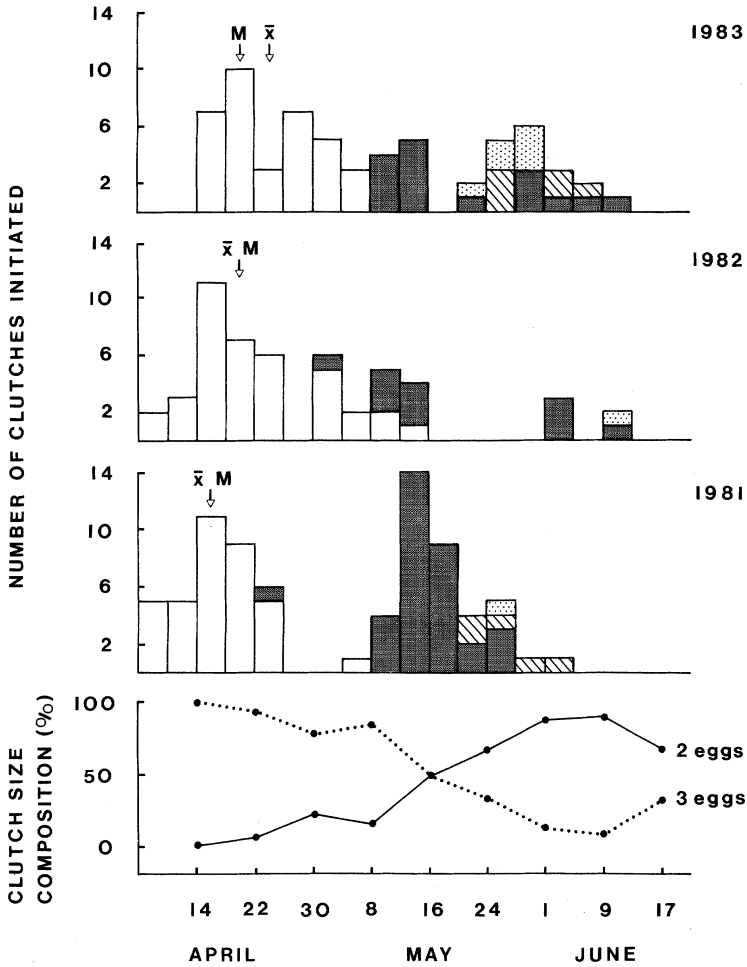 NUMBER OF CLUTCHES INITIATED
1983
14
10
6
2
M x̄
1982
14
10
6
2
x̄ M
1981
14
10
6
2
x̄ M
CLUTCH SIZE
COMPOSITION (%)
100
50
0
2 eggs
3 eggs
14 22 30 8 16 24 1 9 17
APRIL MAY JUNE